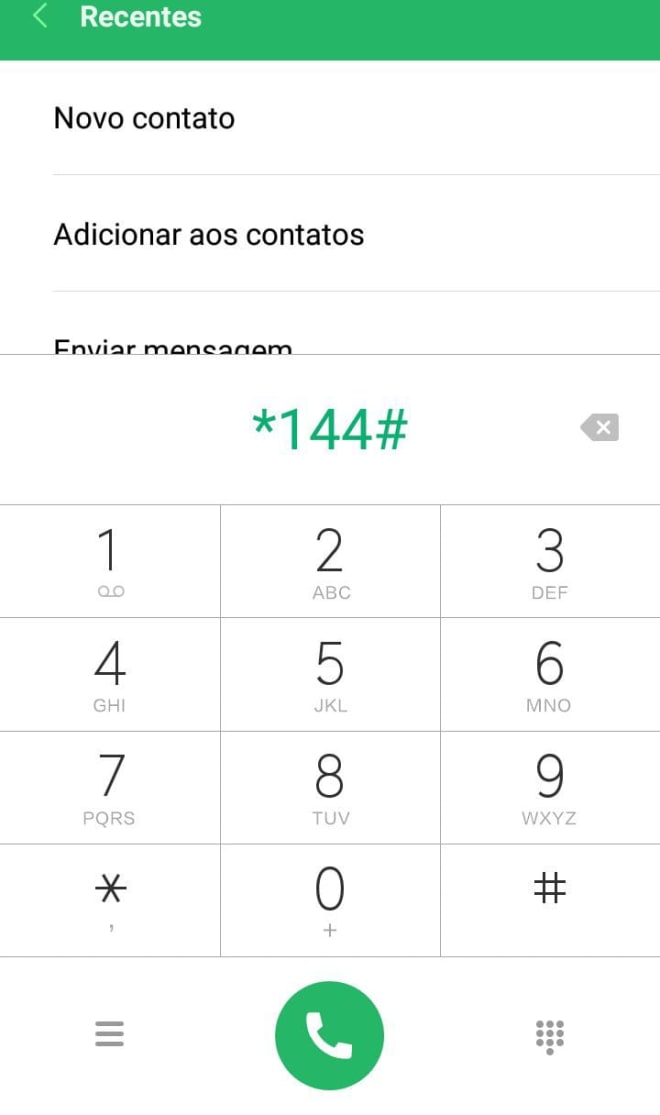 Recentes
Novo contato
Adicionar aos contatos
Enviar mensagem
*144#
1 2 3
ABC DEF
4 5 6
GHI JKL MNO
7 8 9
PQRS TUV WXYZ
* 0 #
, +